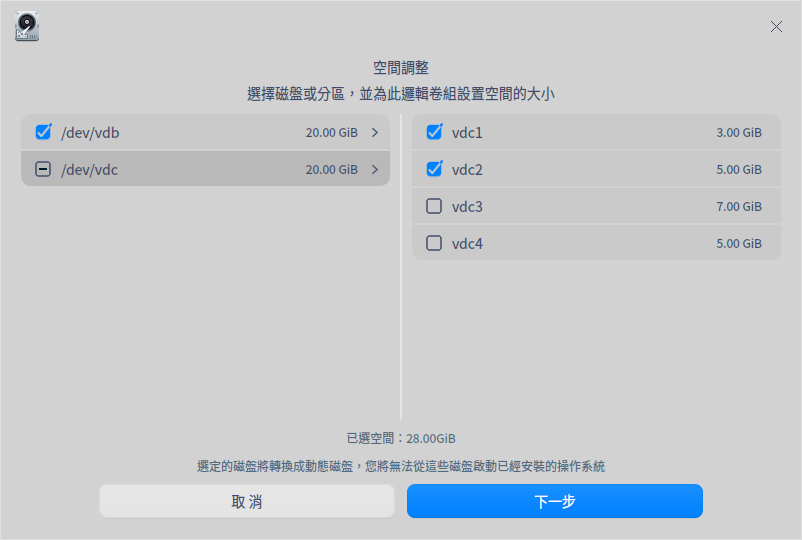 空間調整
選擇磁盤或分區，並為此邏輯卷組設置空間的大小
/dev/vdb 20.00 GiB
/dev/vdc 20.00 GiB
vdc1 3.00 GiB
vdc2 5.00 GiB
vdc3 7.00 GiB
vdc4 5.00 GiB
已選空間：28.00GiB
選定的磁盤將轉換成動態磁盤，您將無法從這些磁盤啟動已經安裝的操作系統
取消
下一步